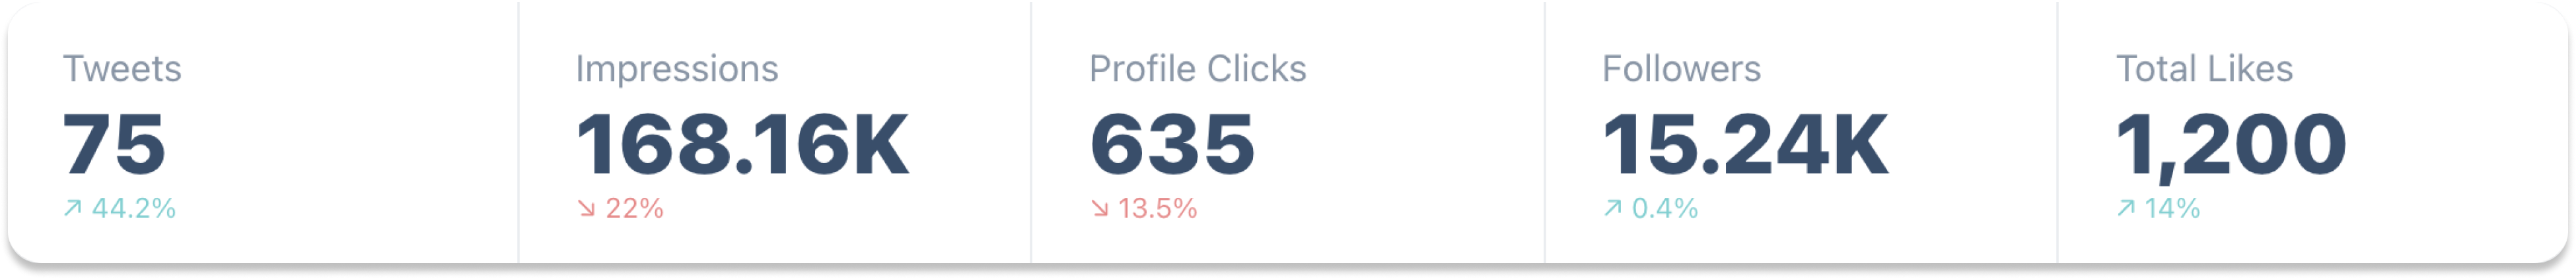 Tweets
75
↗ 44.2%
Impressions
168.16K
↘ 22%
Profile Clicks
635
↘ 13.5%
Followers
15.24K
↗ 0.4%
Total Likes
1,200
↗ 14%